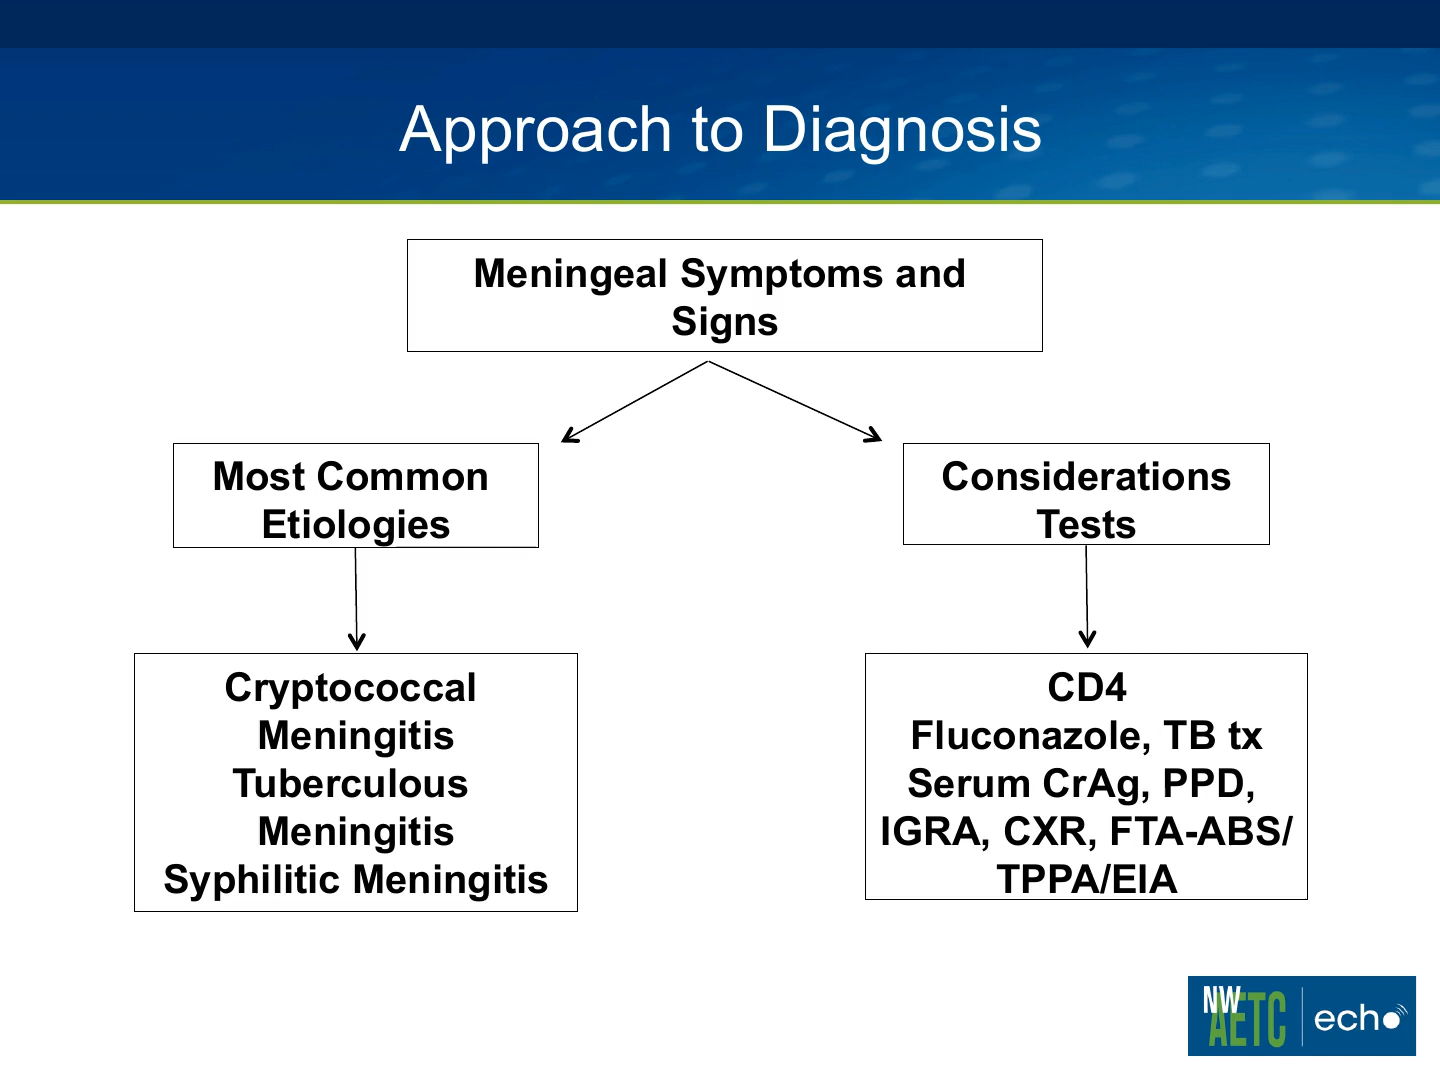 Approach to Diagnosis
Meningeal Symptoms and
Signs
Most Common
Etiologies
Considerations
Tests
Cryptococcal
Meningitis
Tuberculous
Meningitis
Syphilitic Meningitis
CD4
Fluconazole, TB tx
Serum CrAg, PPD,
IGRA, CXR, FTA-ABS/
TPPA/EIA
NW
AETC
echo